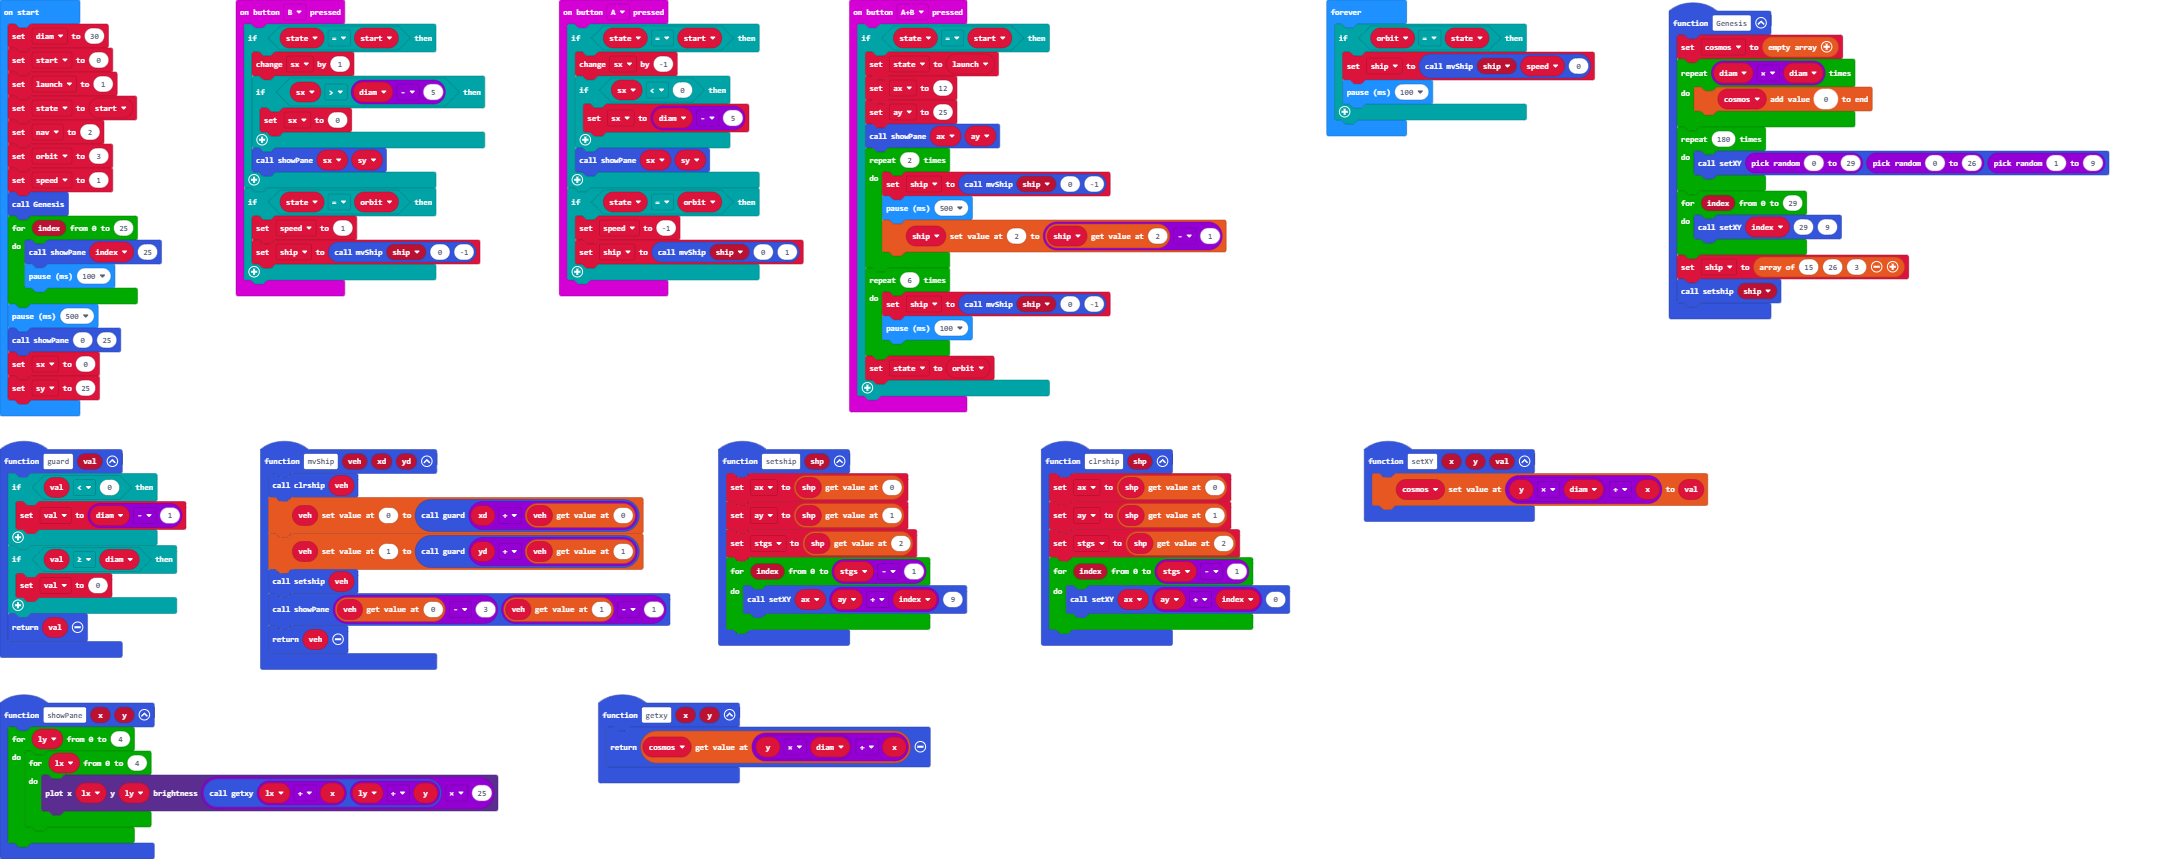 on start
set diam to 30
set start to 0
set launch to 1
set state to start
set nav to 2
set orbit to 3
set speed to 1
call Genesis
for index from 0 to 25
do call showPane index 25
pause (ms) 100
pause (ms) 500
call showPane 0 25
set sx to 0
set sy to 25
on button B pressed
if state = start then
change sx by 1
if sx > diam - 5 then
set sx to 0
call showPane sx sy
if state = orbit then
set speed to 1
set ship to call mvShip ship 0 -1
on button A pressed
if state = start then
change sx by -1
if sx < 0 then
set sx to diam - 5
call showPane sx sy
if state = orbit then
set speed to -1
set ship to call mvShip ship 0 1
on button A+B pressed
if state = start then
set state to launch
set ax to 12
set ay to 25
call showPane ax ay
repeat 2 times
do set ship to call mvShip ship 0 -1
pause (ms) 500
ship set value at 2 to ship get value at 2 - 1
repeat 6 times
do set ship to call mvShip ship 0 -1
pause (ms) 100
set state to orbit
forever
if orbit = state then
set ship to call mvShip ship speed 0
pause (ms) 100
function Genesis
set cosmos to empty array
repeat diam × diam times
do cosmos add value 0 to end
repeat 180 times
do call setXY pick random 0 to 29 pick random 0 to 26 pick random 1 to 9
for index from 0 to 29
do call setXY index 29 9
set ship to array of 15 26 3
call setship ship
function guard val
if val < 0 then
set val to diam - 1
if val ≥ diam then
set val to 0
return val
function mvShip veh xd yd
call clrship veh
veh set value at 0 to call guard xd + veh get value at 0
veh set value at 1 to call guard yd + veh get value at 1
call setship veh
call showPane veh get value at 0 - 3 veh get value at 1 - 1
return veh
function setship shp
set ax to shp get value at 0
set ay to shp get value at 1
set stgs to shp get value at 2
for index from 0 to stgs - 1
do call setXY ax ay + index 9
function clrship shp
set ax to shp get value at 0
set ay to shp get value at 1
set stgs to shp get value at 2
for index from 0 to stgs - 1
do call setXY ax ay + index 0
function setXY x y val
cosmos set value at y × diam + x to val
function showPane x y
for ly from 0 to 4
do for lx from 0 to 4
do plot x lx y ly brightness call getxy lx + x ly + y × 25
function getxy x y
return cosmos get value at y × diam + x